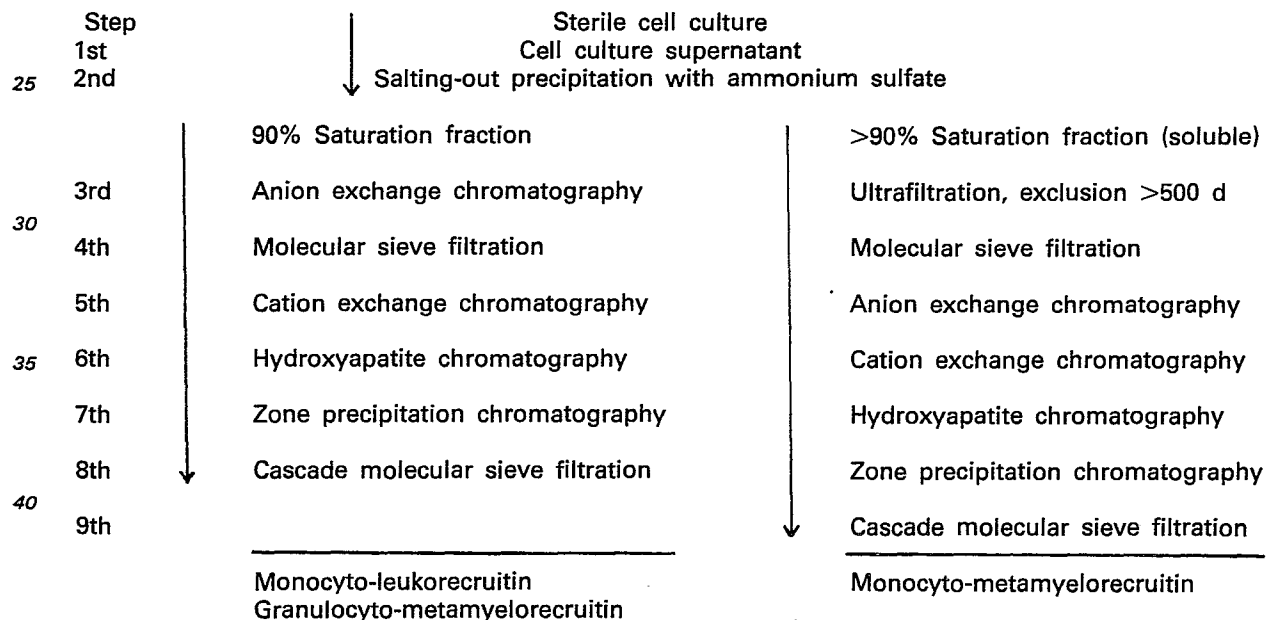 Step Sterile cell culture
1st Cell culture supernatant
25 2nd Salting-out precipitation with ammonium sulfate
90% Saturation fraction >90% Saturation fraction (soluble)
3rd Anion exchange chromatography Ultrafiltration, exclusion >500 d
30
4th Molecular sieve filtration Molecular sieve filtration
5th Cation exchange chromatography Anion exchange chromatography
35 6th Hydroxyapatite chromatography Cation exchange chromatography
7th Zone precipitation chromatography Hydroxyapatite chromatography
8th Cascade molecular sieve filtration Zone precipitation chromatography
40
9th Cascade molecular sieve filtration
Monocyto-leukorecruitin Monocyto-metamyelorecruitin
Granulocyto-metamyelorecruitin